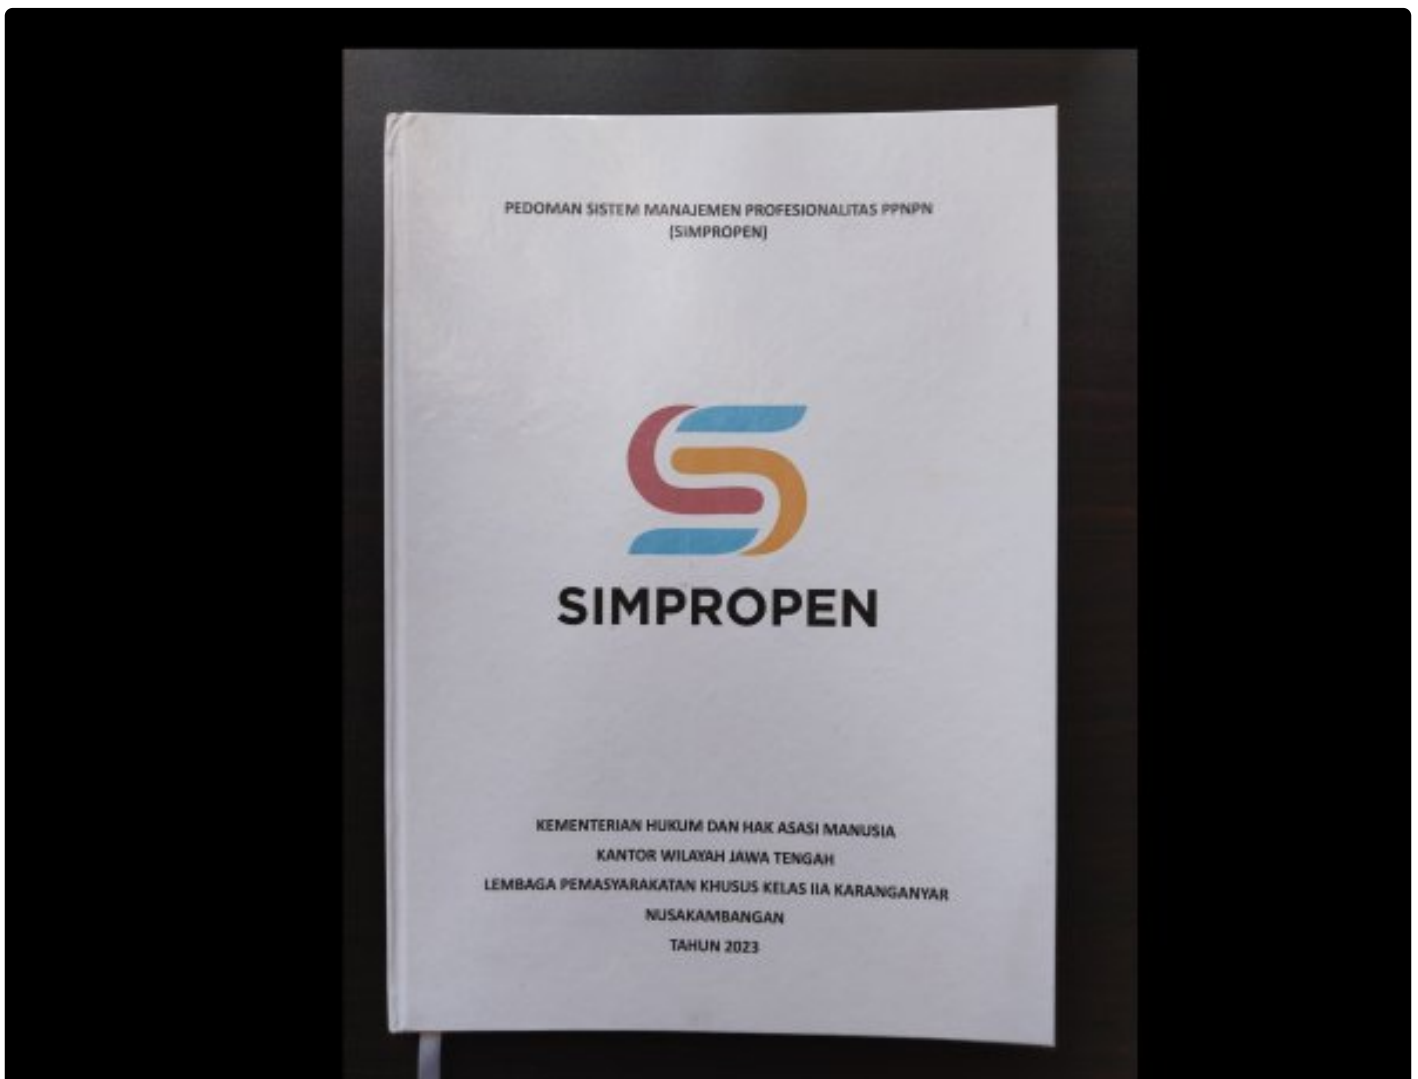 PEDOMAN SISTEM MANAJEMEN PROFESIONALITAS PPNPN
(SIMPROPEN)
SIMPROPEN
KEMENTERIAN HUKUM DAN HAK ASASI MANUSIA
KANTOR WILAYAH JAWA TENGAH
LEMBAGA PEMASYARAKATAN KHUSUS KELAS IIA KARANGANYAR
NUSAKAMBANGAN
TAHUN 2023